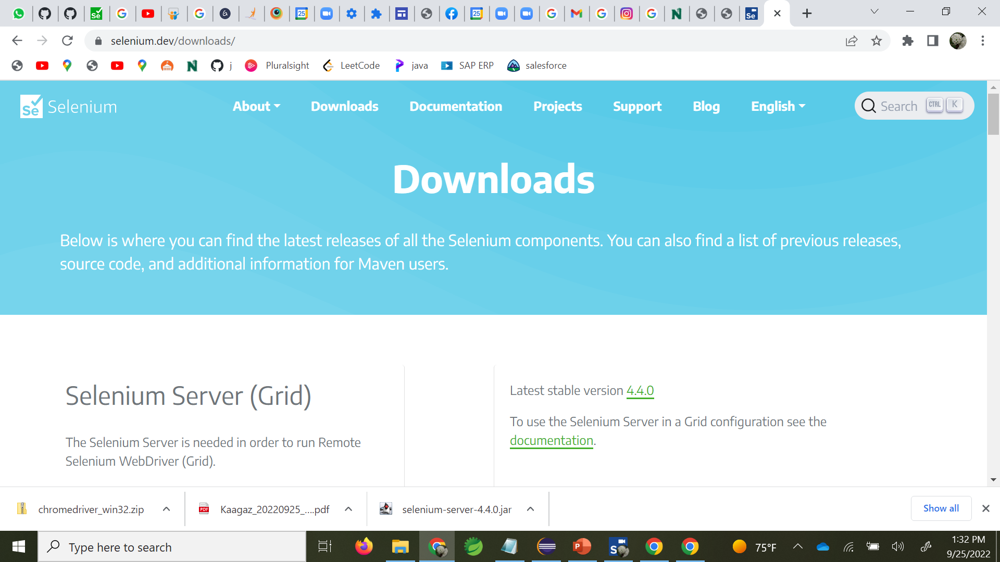 selenium.dev/downloads/
j
Pluralsight
LeetCode
java
SAP ERP
salesforce
Se Selenium
About
Downloads
Documentation
Projects
Support
Blog
English
Search CTRL K
Downloads
Below is where you can find the latest releases of all the Selenium components. You can also find a list of previous releases,
source code, and additional information for Maven users.
Selenium Server (Grid)
The Selenium Server is needed in order to run Remote
Selenium WebDriver (Grid).
Latest stable version 4.4.0
To use the Selenium Server in a Grid configuration see the
documentation.
chromedriver_win32.zip
PDF
Kaagaz_20220925_....pdf
selenium-server-4.4.0.jar
Show all
Type here to search
75°F
1:32 PM
9/25/2022